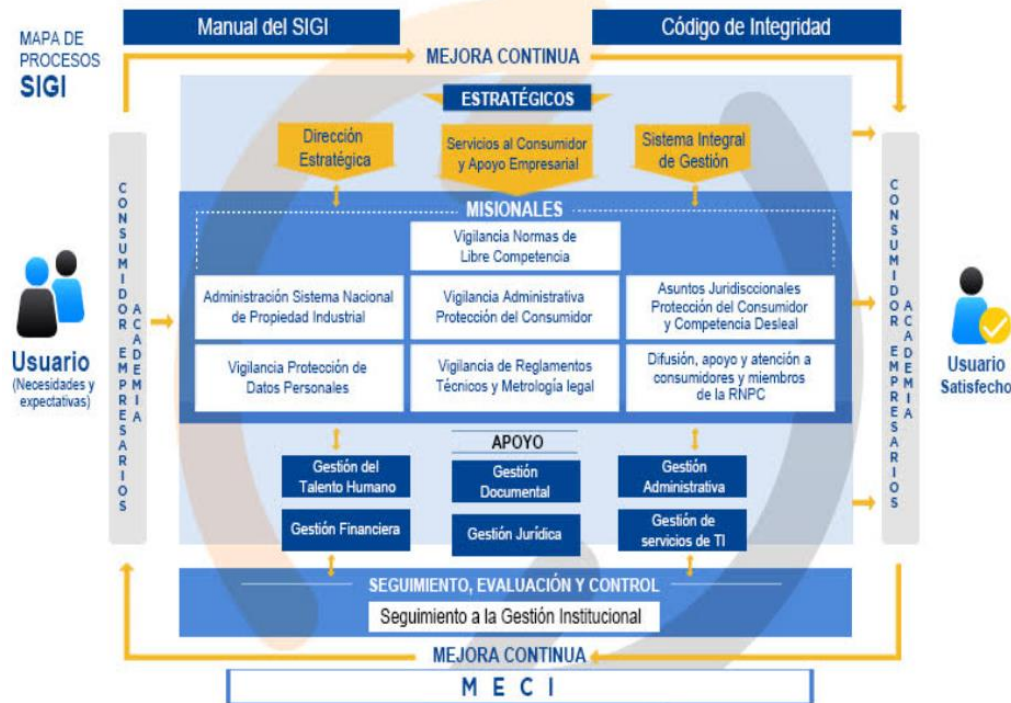 Manual del SIGI
Código de Integridad
MAPA DE
PROCESOS
SIGI
MEJORA CONTINUA
ESTRATÉGICOS
Dirección
Estratégica
Servicios al Consumidor
y Apoyo Empresarial
Sistema Integral
de Gestión
MISIONALES
Vigilancia Normas de
Libre Competencia
Administración Sistema Nacional
de Propiedad Industrial
Vigilancia Administrativa
Protección del Consumidor
Asuntos Jurisdiccionales
Protección del Consumidor
y Competencia Desleal
Vigilancia Protección de
Datos Personales
Vigilancia de Reglamentos
Técnicos y Metrología legal
Difusión, apoyo y atención a
consumidores y miembros
de la RNPC
Usuario
(Necesidades y
expectativas)
CONSUMIDOR EMPRESARIOS
ACADEMIA
APOYO
Gestión del
Talento Humano
Gestión
Documental
Gestión
Administrativa
Gestión Financiera
Gestión Jurídica
Gestión de
servicios de TI
SEGUIMIENTO, EVALUACIÓN Y CONTROL
Seguimiento a la Gestión Institucional
CONSUMIDOR EMPRESARIOS
ACADEMIA
Usuario
Satisfecho
MEJORA CONTINUA
MECI